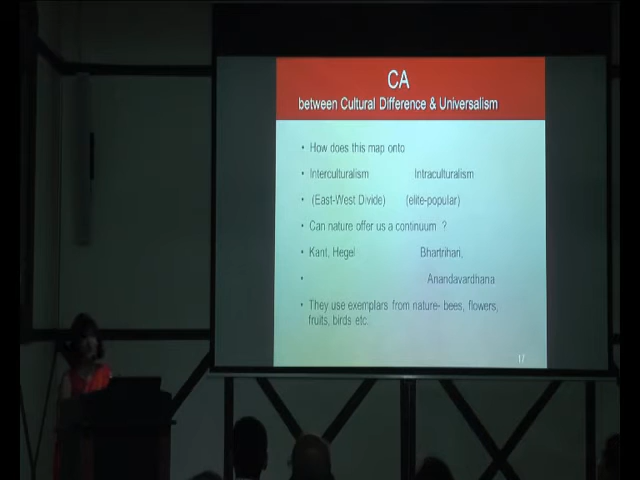 CA
between Cultural Difference & Universalism
• How does this map onto
• Interculturalism Intraculturalism
• (East-West Divide) (elite-popular)
• Can nature offer us a continuum ?
• Kant, Hegel Bhartrihari,
• Anandavardhana
• They use exemplars from nature- bees, flowers,
fruits, birds etc.